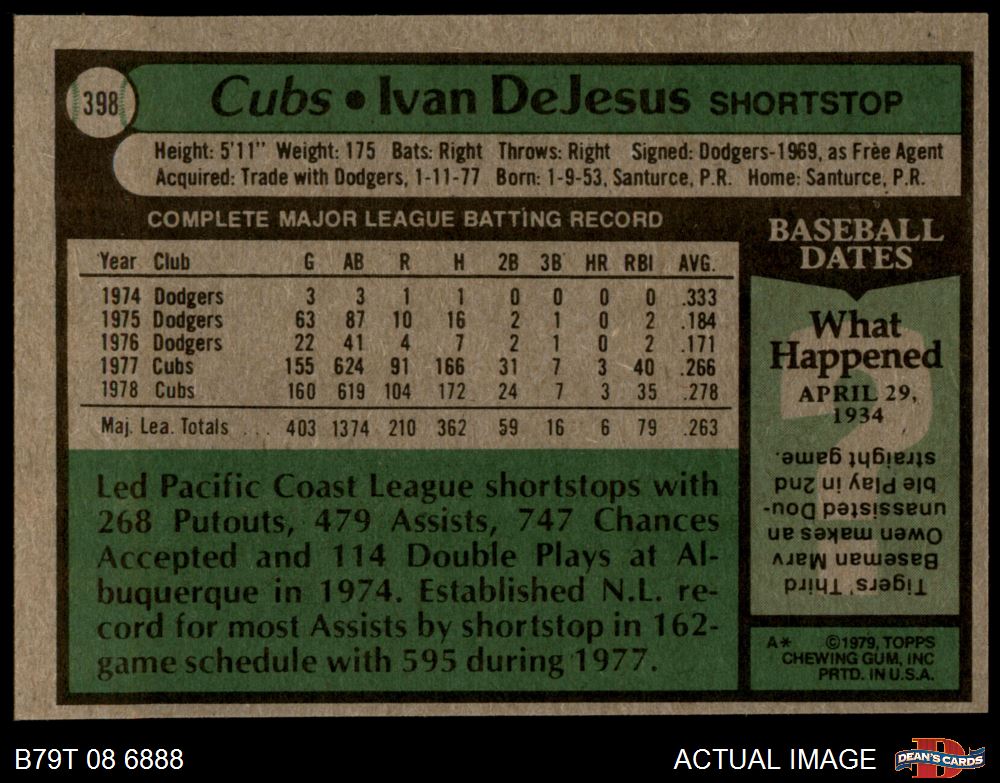 398
Cubs • Ivan DeJesus SHORTSTOP
Height: 5'11" Weight: 175 Bats: Right Throws: Right Signed: Dodgers-1969, as Free Agent
Acquired: Trade with Dodgers, 1-11-77 Born: 1-9-53, Santurce, P.R. Home: Santurce, P.R.
COMPLETE MAJOR LEAGUE BATTING RECORD
Year Club G AB R H 2B 3B HR RBI AVG.
1974 Dodgers 3 3 1 1 0 0 0 0 .333
1975 Dodgers 63 87 10 16 2 1 0 2 .184
1976 Dodgers 22 41 4 7 2 1 0 2 .171
1977 Cubs 155 624 91 166 31 7 3 40 .266
1978 Cubs 160 619 104 172 24 7 3 35 .278
Maj. Lea. Totals ... 403 1374 210 362 59 16 6 79 .263
Led Pacific Coast League shortstops with
268 Putouts, 479 Assists, 747 Chances
Accepted and 114 Double Plays at Al-
buquerque in 1974. Established N.L. re-
cord for most Assists by shortstop in 162-
game schedule with 595 during 1977.
BASEBALL
DATES
What
Happened
APRIL 29,
1934
Tigers' Third
Baseman Marv
Owen makes an
unassisted Dou-
ble Play in 2nd
straight game.
A* ©1979, TOPPS
CHEWING GUM, INC
PRTD. IN U.S.A.
B79T 08 6888
ACTUAL IMAGE
D
DEAN'S CARDS